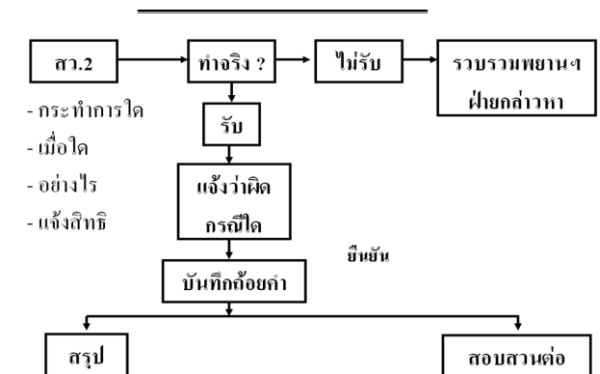 สว.2
ทำจริง ?
ไม่รับ
รวบรวมพยานฯ
ฝ่ายกล่าวหา
- กระทำการใด
- เมื่อใด
- อย่างไร
- แจ้งสิทธิ
รับ
แจ้งว่าผิด
กรณีใด
ยืนยัน
บันทึกถ้อยคำ
สรุป
สอบสวนต่อ